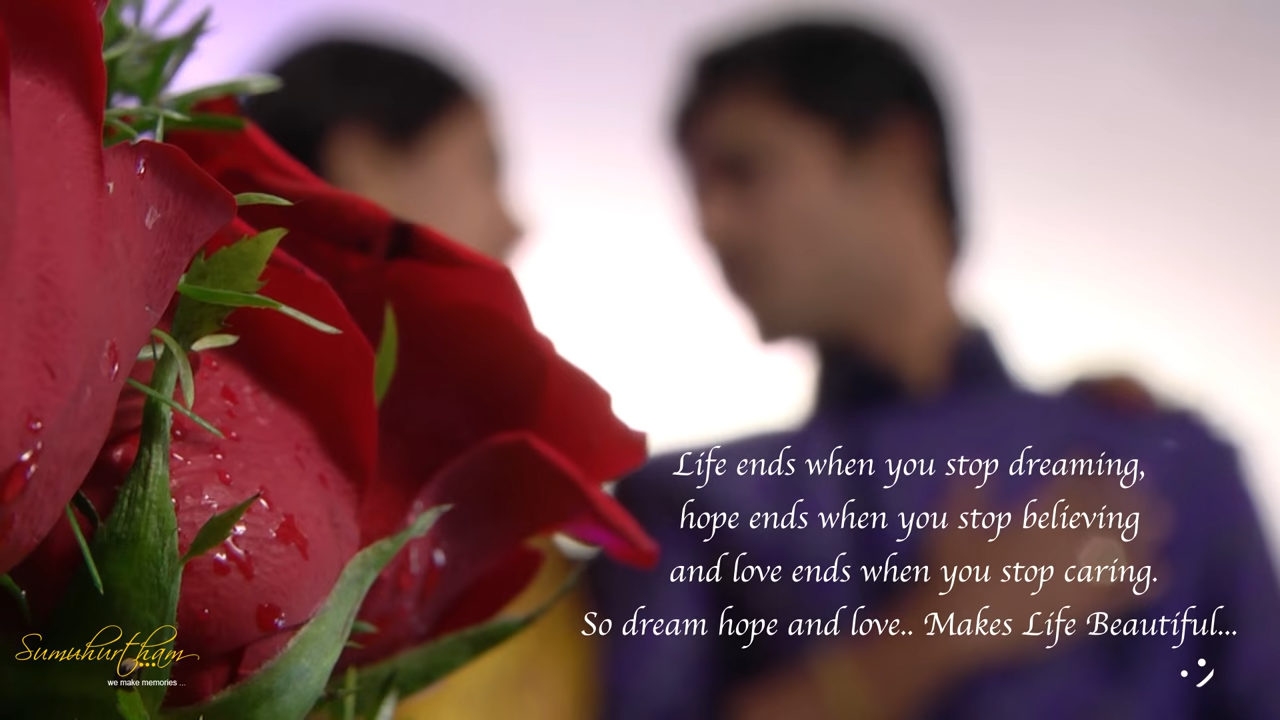 Life ends when you stop dreaming,
hope ends when you stop believing
and love ends when you stop caring.
So dream hope and love.. Makes Life Beautiful...
Sumuhurtham
we make memories ...